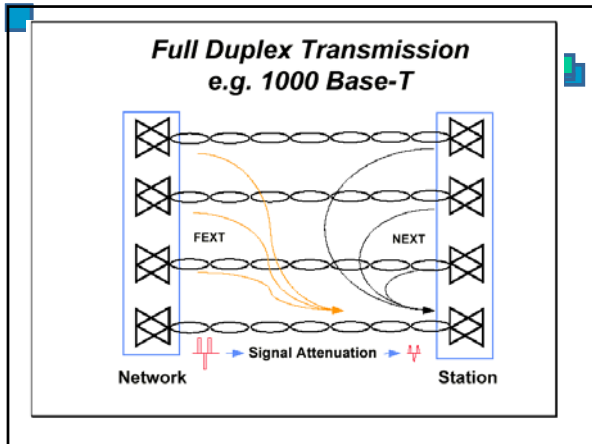 Full Duplex Transmission
e.g. 1000 Base-T
FEXT
NEXT
Signal Attenuation
Network
Station